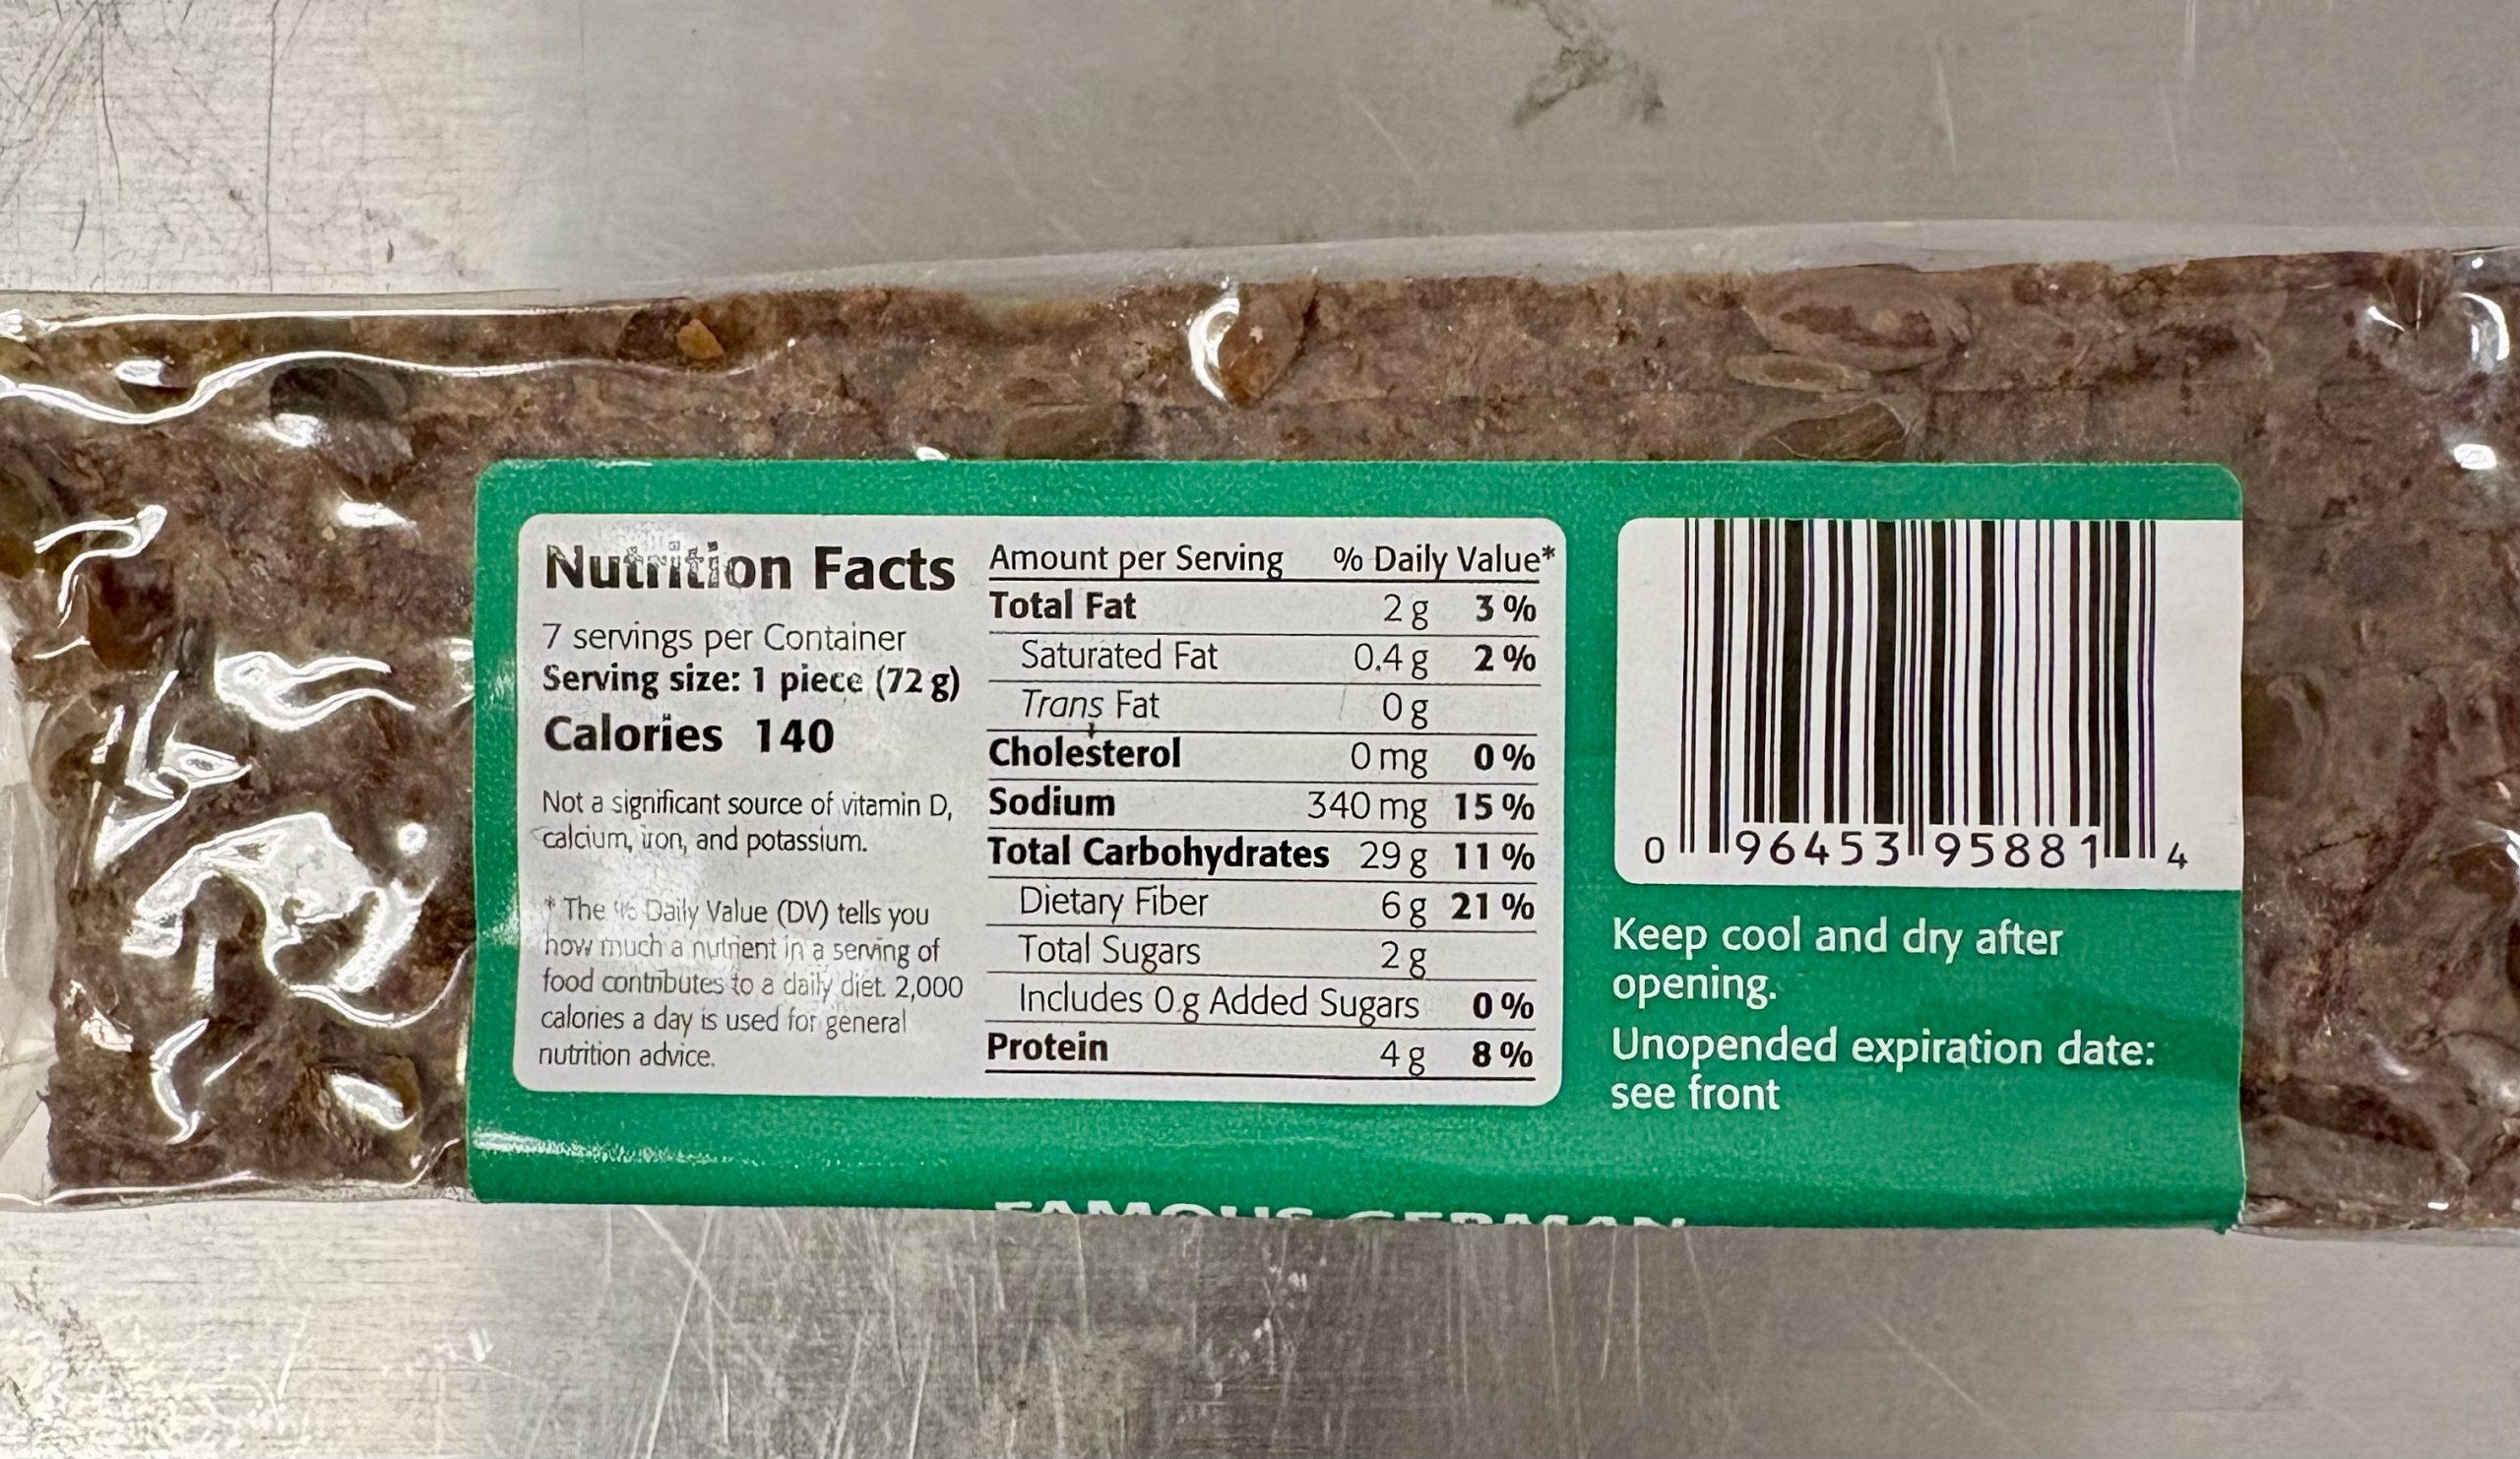 Nutrition Facts
7 servings per Container
Serving size: 1 piece (72 g)
Calories 140
Not a significant source of vitamin D,
calcium, iron, and potassium.
* The % Daily Value (DV) tells you
how much a nutrient in a serving of
food contributes to a daily diet. 2,000
calories a day is used for general
nutrition advice.
Amount per Serving % Daily Value*
Total Fat 2 g 3 %
Saturated Fat 0.4 g 2 %
Trans Fat 0 g
Cholesterol 0 mg 0 %
Sodium 340 mg 15 %
Total Carbohydrates 29 g 11 %
Dietary Fiber 6 g 21 %
Total Sugars 2 g
Includes 0 g Added Sugars 0 %
Protein 4 g 8 %
0 96453 95881 4
Keep cool and dry after
opening.
Unopended expiration date:
see front
FAMOUS GERMAN